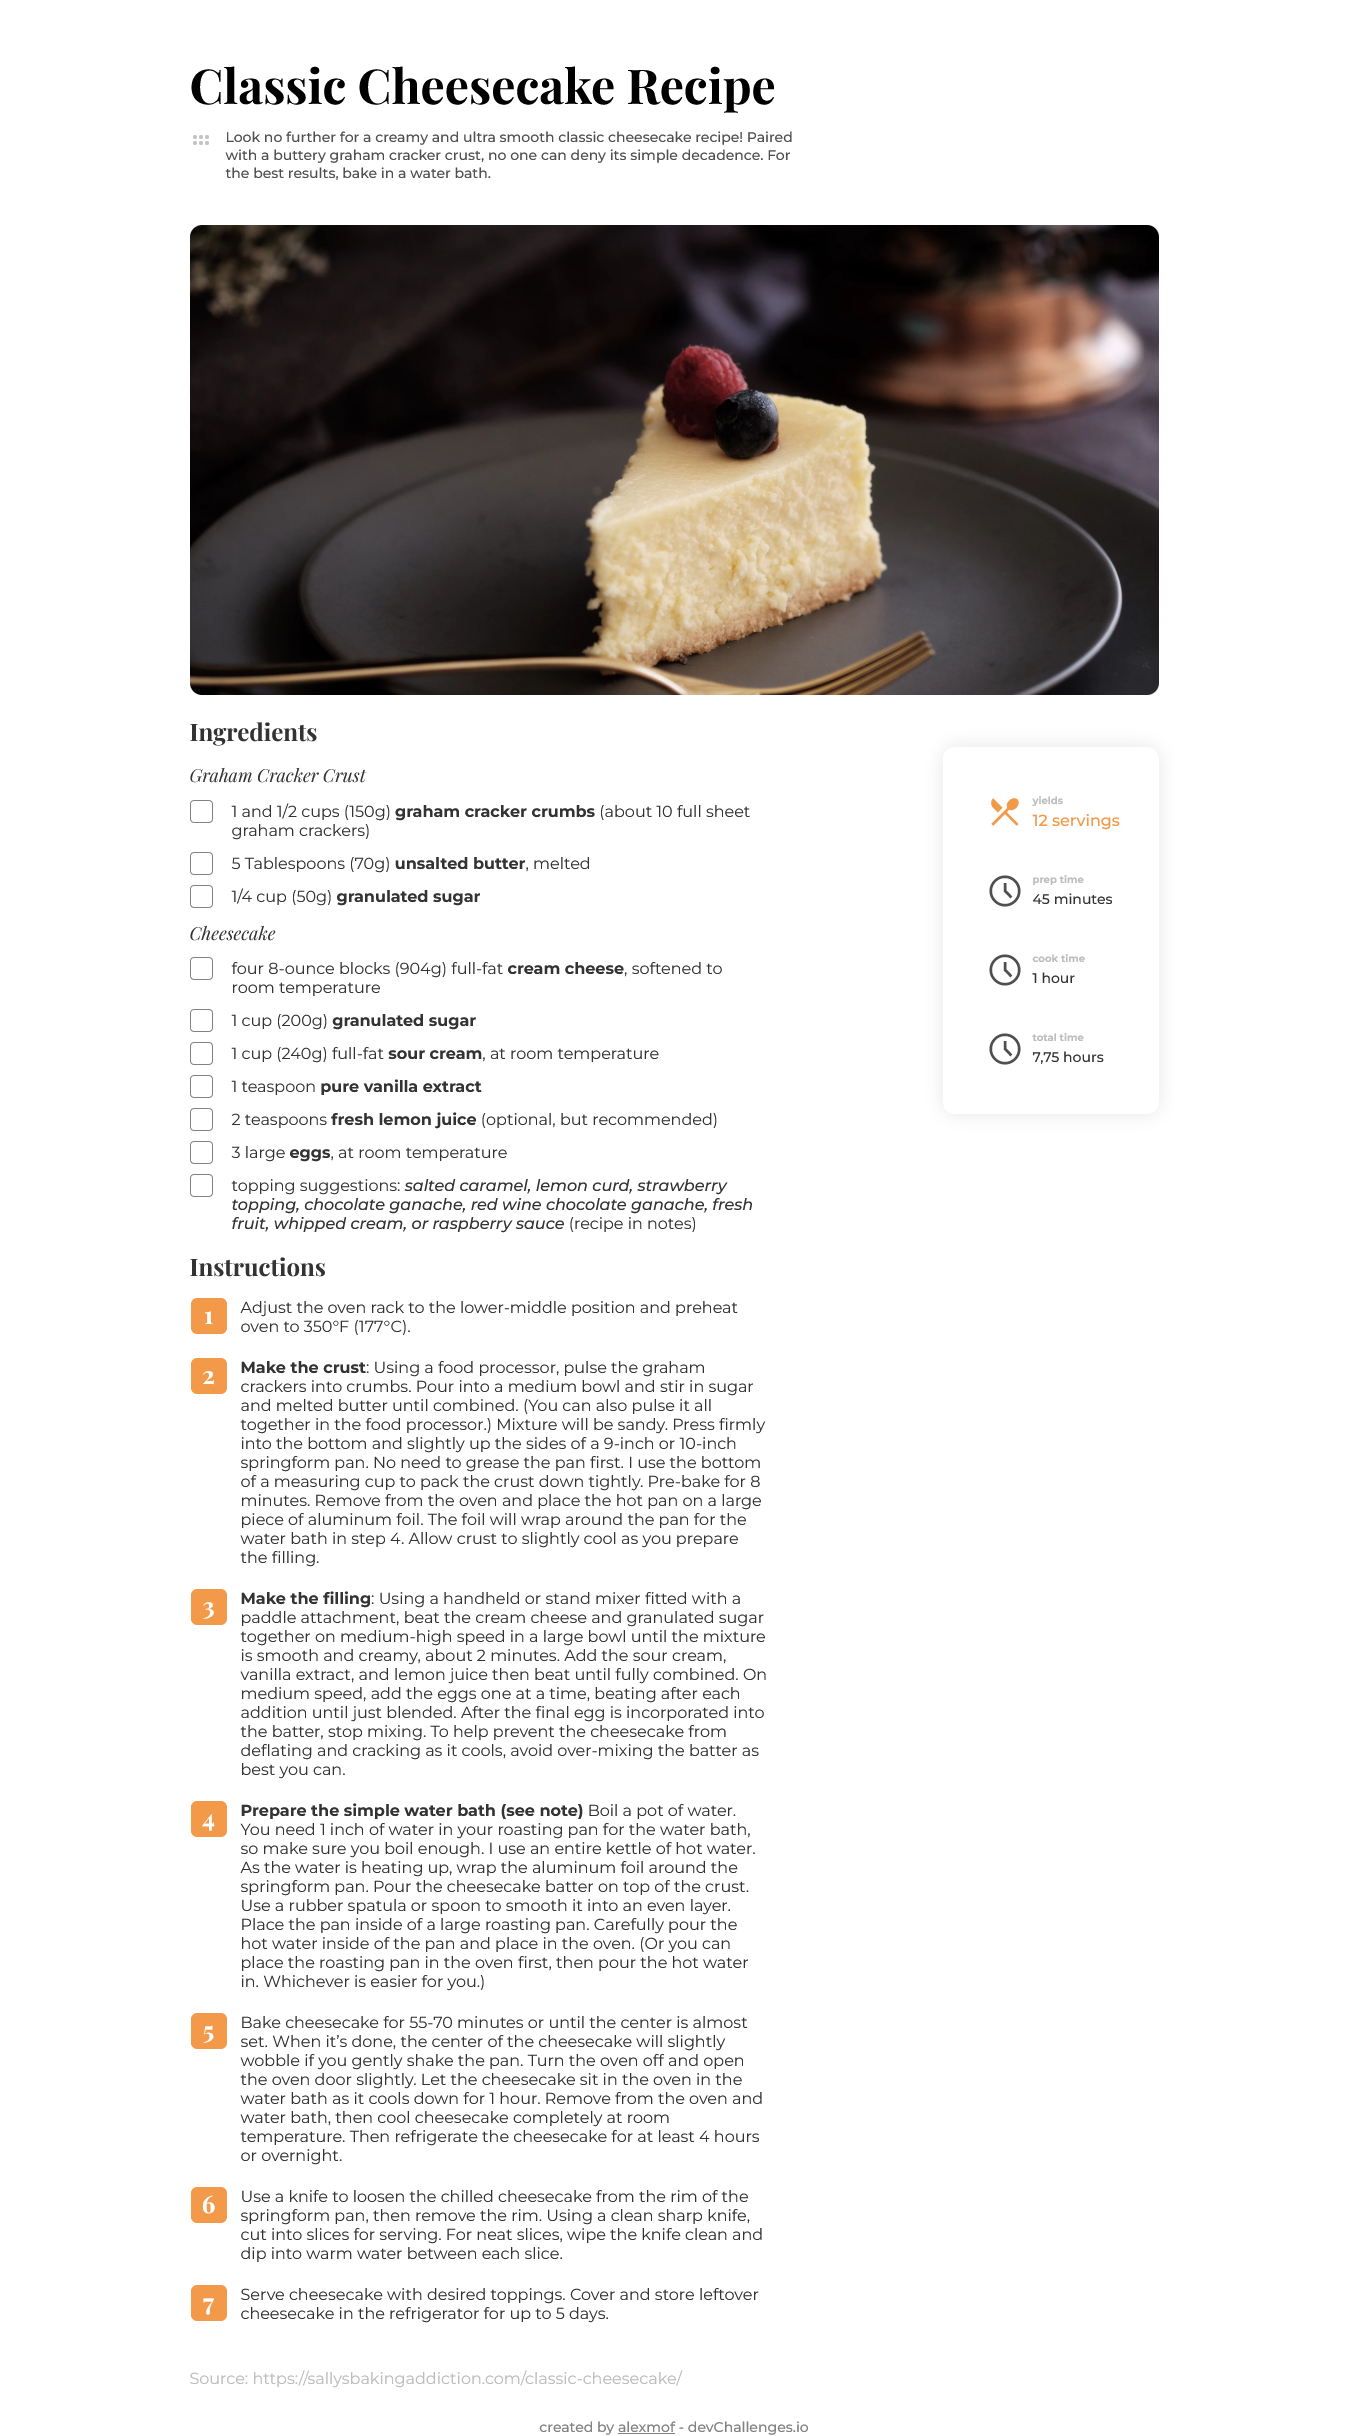 Classic Cheesecake Recipe
Look no further for a creamy and ultra smooth classic cheesecake recipe! Paired
with a buttery graham cracker crust, no one can deny its simple decadence. For
the best results, bake in a water bath.
Ingredients
Graham Cracker Crust
1 and 1/2 cups (150g) graham cracker crumbs (about 10 full sheet
graham crackers)
5 Tablespoons (70g) unsalted butter, melted
1/4 cup (50g) granulated sugar
Cheesecake
four 8-ounce blocks (904g) full-fat cream cheese, softened to
room temperature
1 cup (200g) granulated sugar
1 cup (240g) full-fat sour cream, at room temperature
1 teaspoon pure vanilla extract
2 teaspoons fresh lemon juice (optional, but recommended)
3 large eggs, at room temperature
topping suggestions: salted caramel, lemon curd, strawberry
topping, chocolate ganache, red wine chocolate ganache, fresh
fruit, whipped cream, or raspberry sauce (recipe in notes)
yields
12 servings
prep time
45 minutes
cook time
1 hour
total time
7,75 hours
Instructions
1 Adjust the oven rack to the lower-middle position and preheat
oven to 350°F (177°C).
2 Make the crust: Using a food processor, pulse the graham
crackers into crumbs. Pour into a medium bowl and stir in sugar
and melted butter until combined. (You can also pulse it all
together in the food processor.) Mixture will be sandy. Press firmly
into the bottom and slightly up the sides of a 9-inch or 10-inch
springform pan. No need to grease the pan first. I use the bottom
of a measuring cup to pack the crust down tightly. Pre-bake for 8
minutes. Remove from the oven and place the hot pan on a large
piece of aluminum foil. The foil will wrap around the pan for the
water bath in step 4. Allow crust to slightly cool as you prepare
the filling.
3 Make the filling: Using a handheld or stand mixer fitted with a
paddle attachment, beat the cream cheese and granulated sugar
together on medium-high speed in a large bowl until the mixture
is smooth and creamy, about 2 minutes. Add the sour cream,
vanilla extract, and lemon juice then beat until fully combined. On
medium speed, add the eggs one at a time, beating after each
addition until just blended. After the final egg is incorporated into
the batter, stop mixing. To help prevent the cheesecake from
deflating and cracking as it cools, avoid over-mixing the batter as
best you can.
4 Prepare the simple water bath (see note) Boil a pot of water.
You need 1 inch of water in your roasting pan for the water bath,
so make sure you boil enough. I use an entire kettle of hot water.
As the water is heating up, wrap the aluminum foil around the
springform pan. Pour the cheesecake batter on top of the crust.
Use a rubber spatula or spoon to smooth it into an even layer.
Place the pan inside of a large roasting pan. Carefully pour the
hot water inside of the pan and place in the oven. (Or you can
place the roasting pan in the oven first, then pour the hot water
in. Whichever is easier for you.)
5 Bake cheesecake for 55-70 minutes or until the center is almost
set. When it’s done, the center of the cheesecake will slightly
wobble if you gently shake the pan. Turn the oven off and open
the oven door slightly. Let the cheesecake sit in the oven in the
water bath as it cools down for 1 hour. Remove from the oven and
water bath, then cool cheesecake completely at room
temperature. Then refrigerate the cheesecake for at least 4 hours
or overnight.
6 Use a knife to loosen the chilled cheesecake from the rim of the
springform pan, then remove the rim. Using a clean sharp knife,
cut into slices for serving. For neat slices, wipe the knife clean and
dip into warm water between each slice.
7 Serve cheesecake with desired toppings. Cover and store leftover
cheesecake in the refrigerator for up to 5 days.
Source: https://sallysbakingaddiction.com/classic-cheesecake/
created by alexmof - devChallenges.io